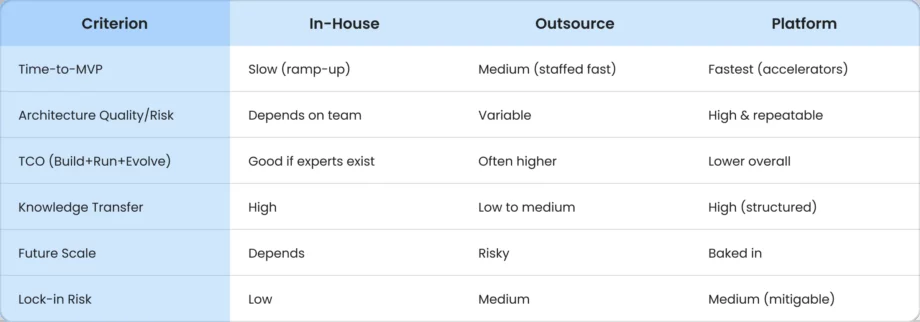 Criterion In-House Outsource Platform
Time-to-MVP Slow (ramp-up) Medium (staffed fast) Fastest (accelerators)
Architecture Quality/Risk Depends on team Variable High & repeatable
TCO (Build+Run+Evolve) Good if experts exist Often higher Lower overall
Knowledge Transfer High Low to medium High (structured)
Future Scale Depends Risky Baked in
Lock-in Risk Low Medium Medium (mitigable)